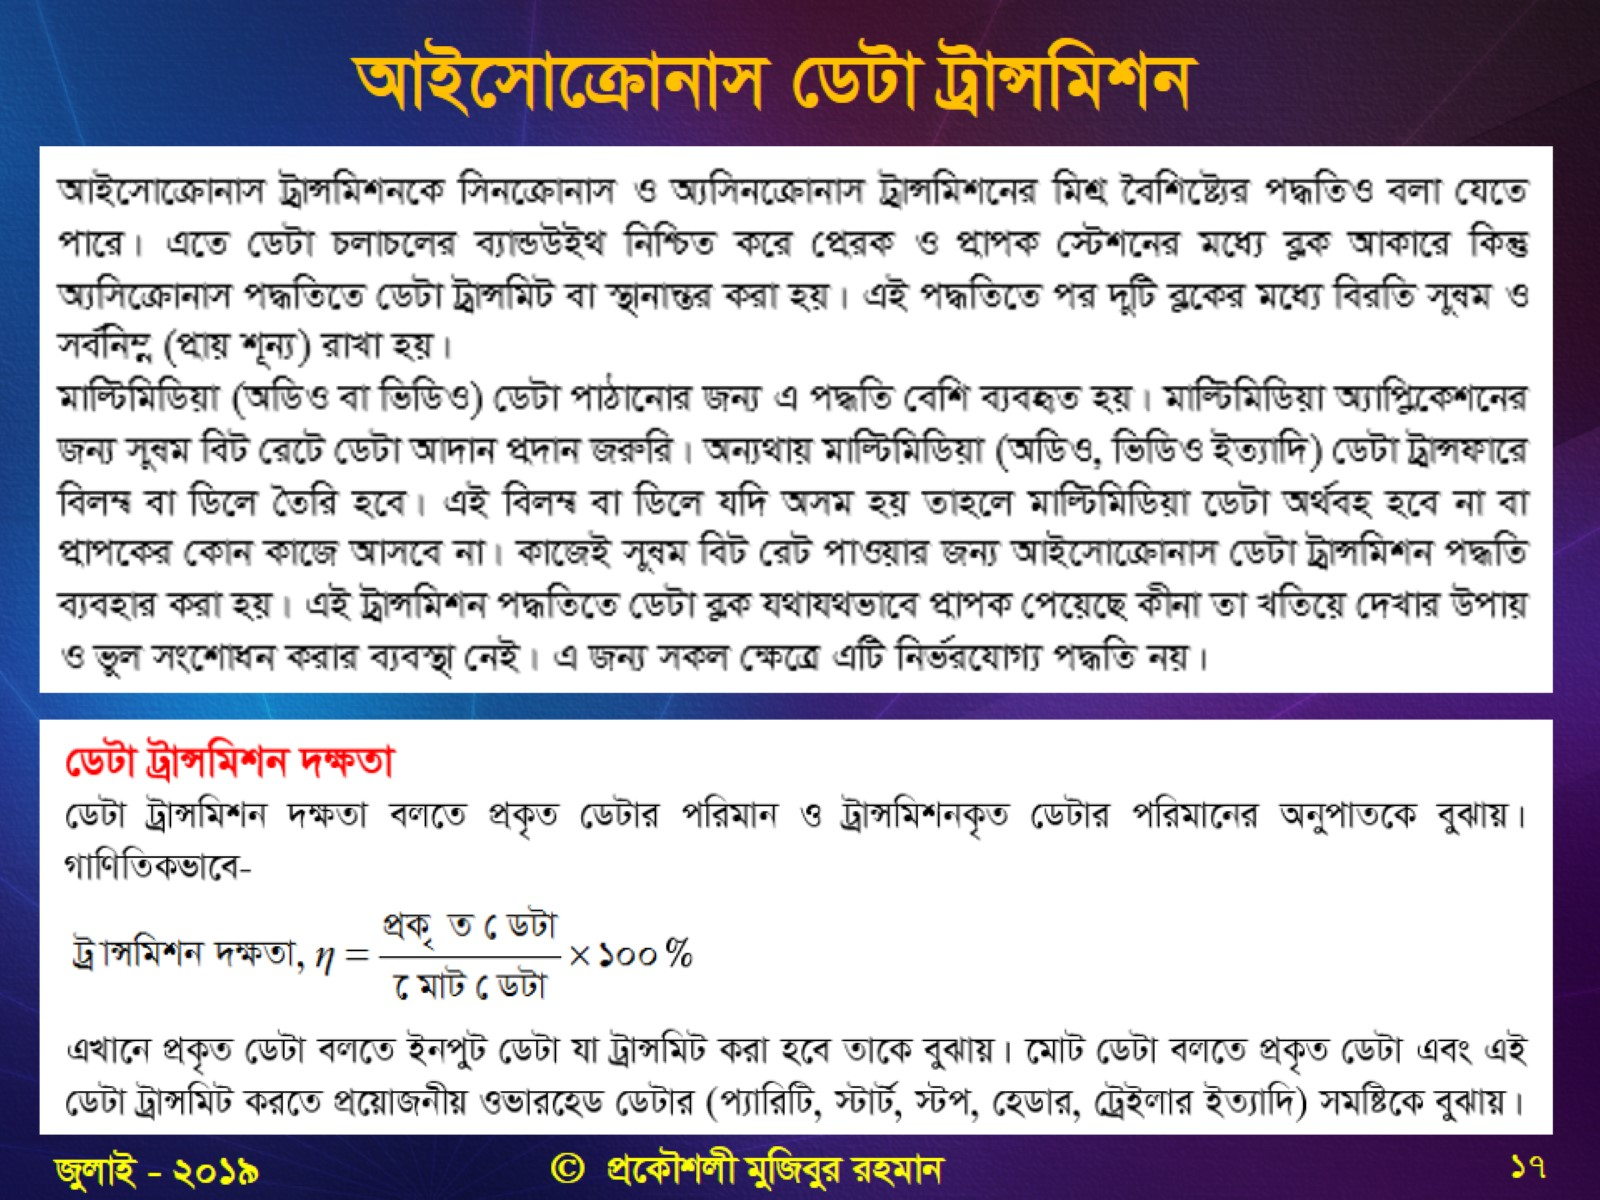 আইসোক্রোনাস ডেটা ট্রান্সমিশন
আইসোক্রোনাস ট্রান্সমিশনকে সিনক্রোনাস ও অ্যসিনক্রোনাস ট্রান্সমিশনের মিশ্র বৈশিষ্ট্যের পদ্ধতিও বলা যেতে
পারে। এতে ডেটা চলাচলের ব্যান্ডউইথ নিশ্চিত করে প্রেরক ও প্রাপক স্টেশনের মধ্যে ব্লক আকারে কিন্তু
অ্যসিক্রোনাস পদ্ধতিতে ডেটা ট্রান্সমিট বা স্থানান্তর করা হয়। এই পদ্ধতিতে পর দুটি ব্লকের মধ্যে বিরতি সুষম ও
সর্বনিম্ন (প্রায় শূন্য) রাখা হয়।
মাল্টিমিডিয়া (অডিও বা ভিডিও) ডেটা পাঠানোর জন্য এ পদ্ধতি বেশি ব্যবহৃত হয়। মাল্টিমিডিয়া অ্যাপ্লিকেশনের
জন্য সুষম বিট রেটে ডেটা আদান প্রদান জরুরি। অন্যথায় মাল্টিমিডিয়া (অডিও, ভিডিও ইত্যাদি) ডেটা ট্রান্সফারে
বিলম্ব বা ডিলে তৈরি হবে। এই বিলম্ব বা ডিলে যদি অসম হয় তাহলে মাল্টিমিডিয়া ডেটা অর্থবহ হবে না বা
প্রাপকের কোন কাজে আসবে না। কাজেই সুষম বিট রেট পাওয়ার জন্য আইসোক্রোনাস ডেটা ট্রান্সমিশন পদ্ধতি
ব্যবহার করা হয়। এই ট্রান্সমিশন পদ্ধতিতে ডেটা ব্লক যথাযথভাবে প্রাপক পেয়েছে কীনা তা খতিয়ে দেখার উপায়
ও ভুল সংশোধন করার ব্যবস্থা নেই। এ জন্য সকল ক্ষেত্রে এটি নির্ভরযোগ্য পদ্ধতি নয়।
ডেটা ট্রান্সমিশন দক্ষতা
ডেটা ট্রান্সমিশন দক্ষতা বলতে প্রকৃত ডেটার পরিমান ও ট্রান্সমিশনকৃত ডেটার পরিমানের অনুপাতকে বুঝায়।
গাণিতিকভাবে-
প্রকৃত ডেটা
ট্রান্সমিশন দক্ষতা, η = × ১০০%
মোট ডেটা
এখানে প্রকৃত ডেটা বলতে ইনপুট ডেটা যা ট্রান্সমিট করা হবে তাকে বুঝায়। মোট ডেটা বলতে প্রকৃত ডেটা এবং এই
ডেটা ট্রান্সমিট করতে প্রয়োজনীয় ওভারহেড ডেটার (প্যারিটি, স্টার্ট, স্টপ, হেডার, ট্রেইলার ইত্যাদি) সমষ্টিকে বুঝায়।
জুলাই - ২০১৯
© প্রকৌশলী মুজিবুর রহমান
১৭